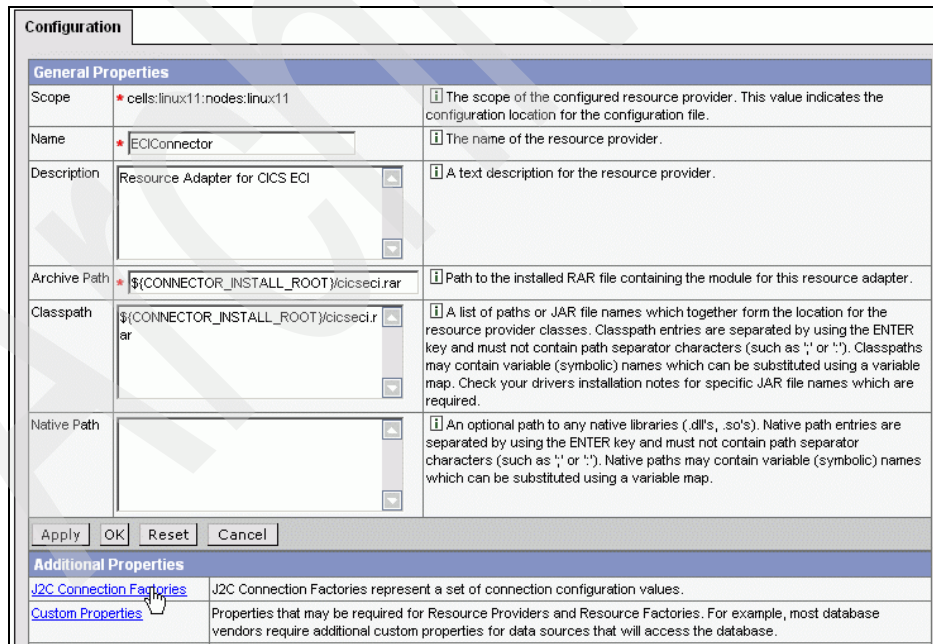 Configuration
General Properties
Scope
* cells:linux11:nodes:linux11
i The scope of the configured resource provider. This value indicates the
configuration location for the configuration file.
Name
* ECIConnector
i The name of the resource provider.
Description
Resource Adapter for CICS ECI
i A text description for the resource provider.
Archive Path
* ${CONNECTOR_INSTALL_ROOT}/cicseci.rar
i Path to the installed RAR file containing the module for this resource adapter.
Classpath
${CONNECTOR_INSTALL_ROOT}/cicseci.r
ar
i A list of paths or JAR file names which together form the location for the
resource provider classes. Classpath entries are separated by using the ENTER
key and must not contain path separator characters (such as ';' or ':'). Classpaths
may contain variable (symbolic) names which can be substituted using a variable
map. Check your drivers installation notes for specific JAR file names which are
required.
Native Path
i An optional path to any native libraries (.dll's, .so's). Native path entries are
separated by using the ENTER key and must not contain path separator
characters (such as ';' or ':'). Native paths may contain variable (symbolic) names
which can be substituted using a variable map.
Apply OK Reset Cancel
Additional Properties
J2C Connection Factories
J2C Connection Factories represent a set of connection configuration values.
Custom Properties
Properties that may be required for Resource Providers and Resource Factories. For example, most database
vendors require additional custom properties for data sources that will access the database.